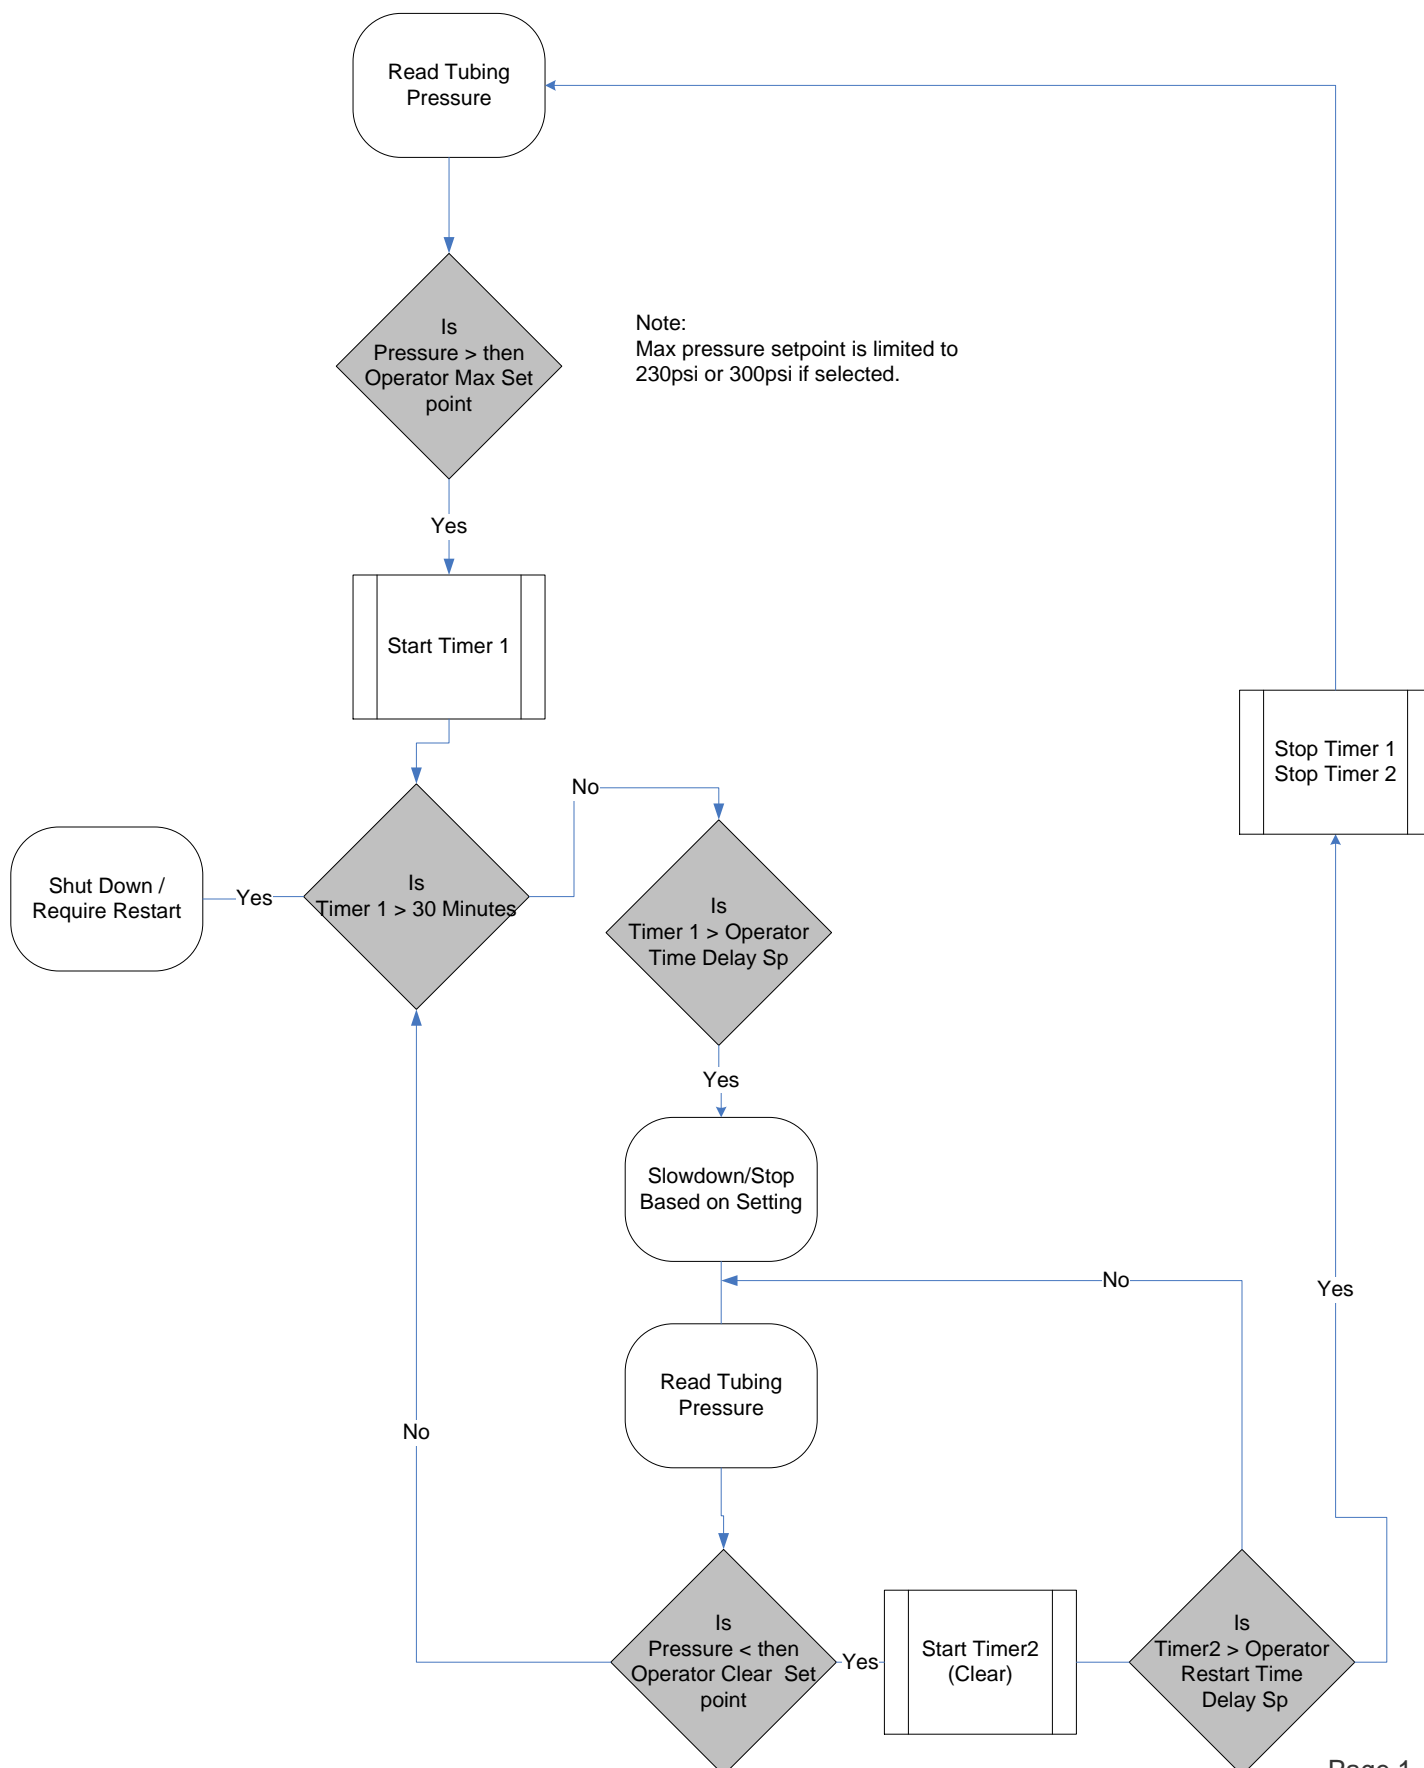 Read Tubing
Pressure
Is
Pressure > then
Operator Max Set
point
Note:
Max pressure setpoint is limited to
230psi or 300psi if selected.
Yes
Start Timer 1
Stop Timer 1
Stop Timer 2
No
Shut Down /
Require Restart
Yes
Is
Timer 1 > 30 Minutes
Is
Timer 1 > Operator
Time Delay Sp
Yes
Slowdown/Stop
Based on Setting
No
Yes
Read Tubing
Pressure
No
Is
Pressure < then
Operator Clear  Set
point
Yes
Start Timer2
(Clear)
Is
Timer2 > Operator
Restart Time
Delay Sp
Page 1